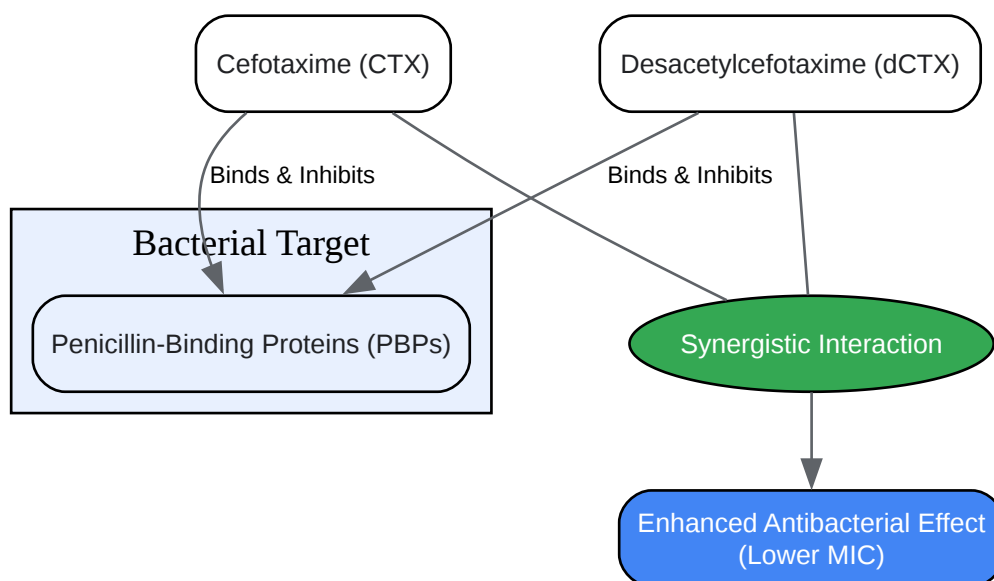 Cefotaxime (CTX)
Desacetylcefotaxime (dCTX)
Binds & Inhibits
Binds & Inhibits
Bacterial Target
Penicillin-Binding Proteins (PBPs)
Synergistic Interaction
Enhanced Antibacterial Effect
(Lower MIC)